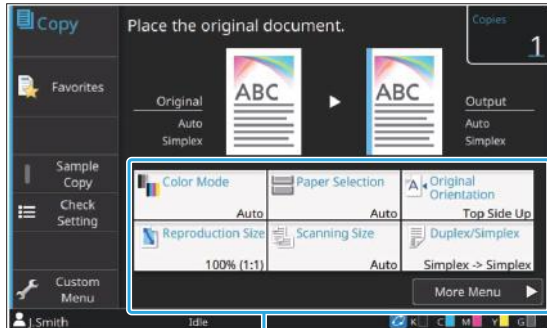 Copy
Place the original document.
Copies
1
Favorites
Original
Auto
Simplex
ABC
ABC
Output
Auto
Simplex
Sample
Copy
Check
Setting
Custom
Menu
Color Mode
Auto
Paper Selection
Auto
A
Original
Orientation
Top Side Up
Reproduction Size
100% (1:1)
Scanning Size
Auto
Duplex/Simplex
Simplex -> Simplex
More Menu
J.Smith
Idle
K
C
M
Y
G